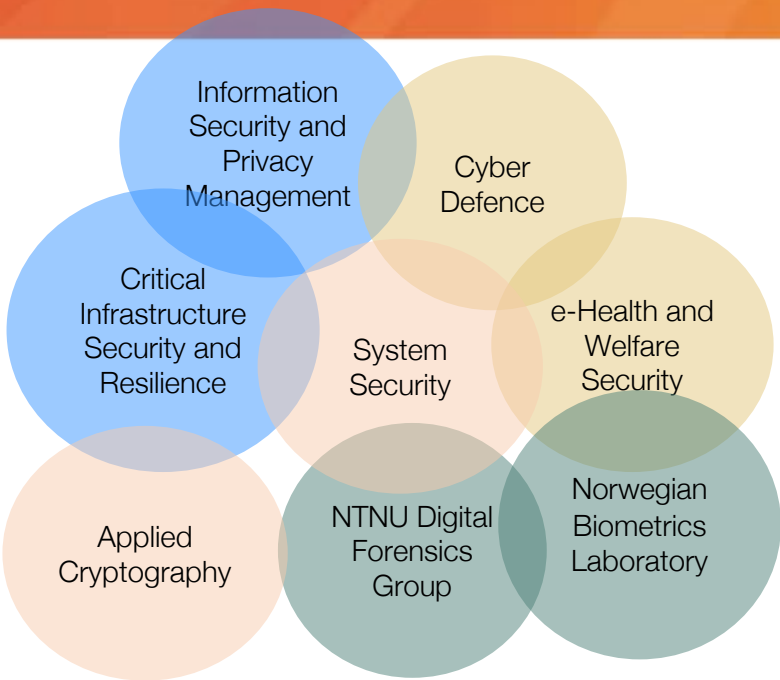 Information
Security and
Privacy
Management
Cyber
Defence
Critical
Infrastructure
Security and
Resilience
System
Security
e-Health and
Welfare
Security
Applied
Cryptography
NTNU Digital
Forensics
Group
Norwegian
Biometrics
Laboratory